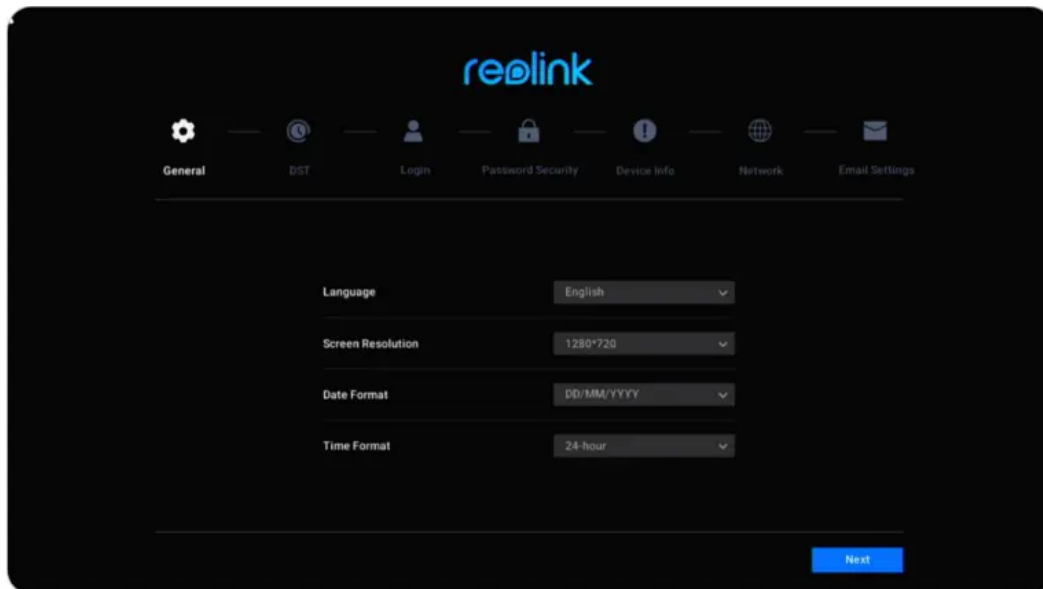 reolink
General
DST
Login
Password Security
Device Info
Network
Email Settings
Language English
Screen Resolution 1280*720
Date Format DD/MM/YYYY
Time Format 24-hour
Next